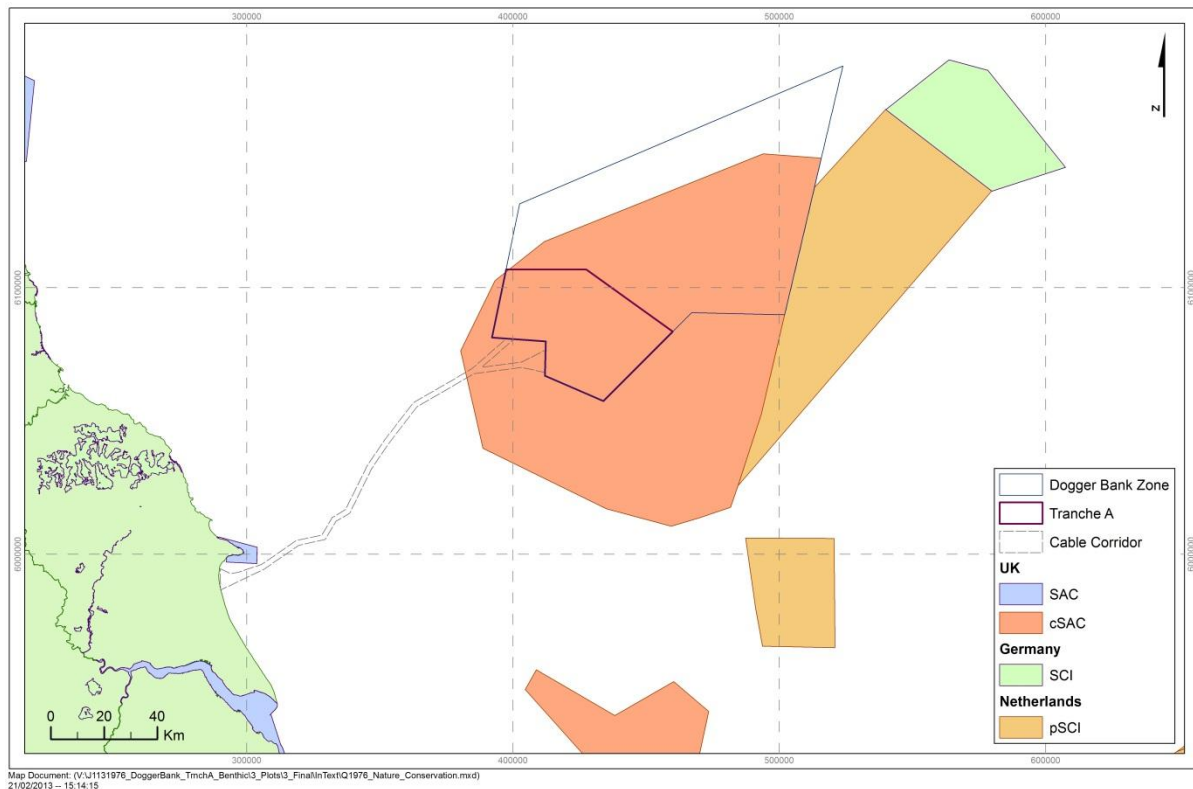 300000 400000 500000 600000
N
6100000 6100000
6000000 6000000
Dogger Bank Zone
Tranche A
Cable Corridor
UK
SAC
cSAC
Germany
SCI
Netherlands
pSCI
0 20 40
Km
300000 400000 500000 600000
Map Document: (V:\J1131976_DoggerBank_TrnchA_Benthic\3_Plots\3_Final\InText\Q1976_Nature_Conservation.mxd)
21/02/2013 -- 15:14:15